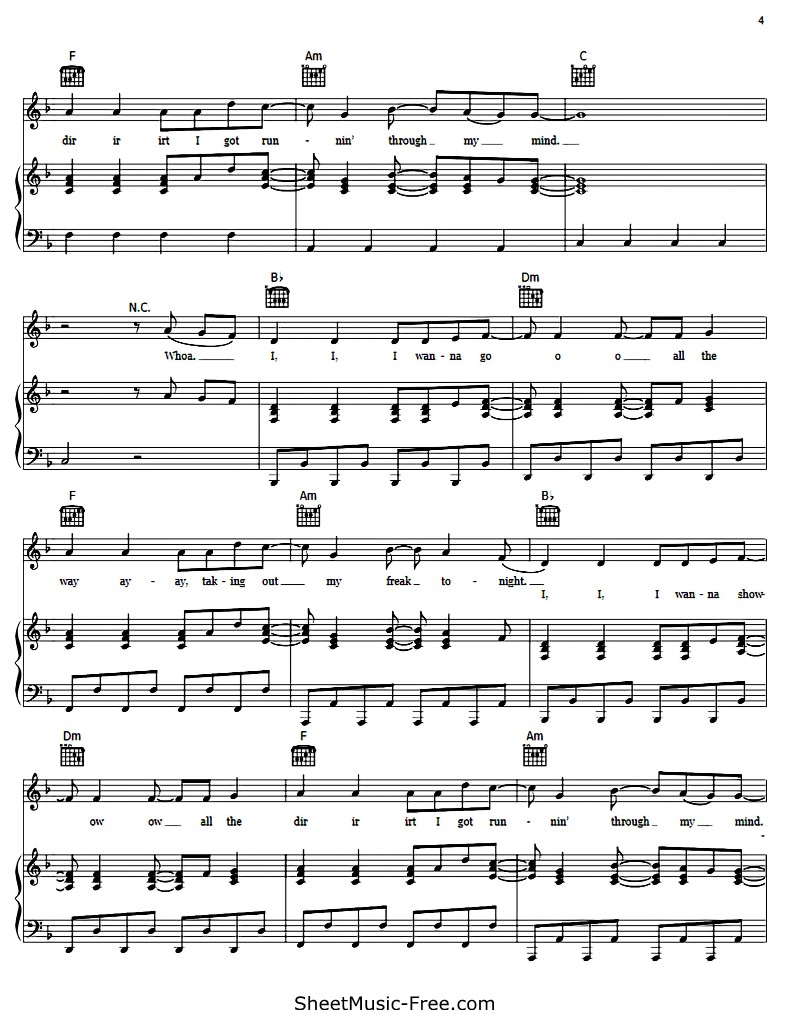 4
F Am C
dir ir irt I got run - nin' through my mind.
N.C. B♭ Dm
Whoa. I, I, I wan - na go o o all the
F Am B♭
way ay - ay, tak - ing out my freak to - night.
I, I, I wan - na show-
Dm F Am
ow ow all the dir ir irt I got run - nin' through my mind.
-
SheetMusic-Free.com